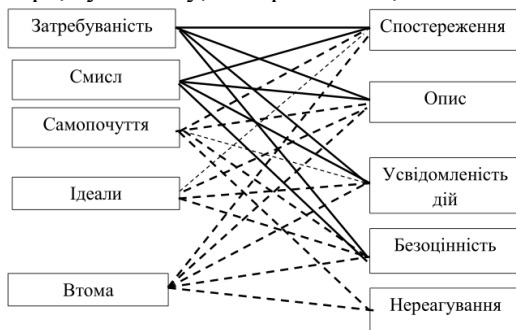 Затребуваність
Смисл
Самопочуття
Ідеали
Втома
Спостереження
Опис
Усвідомленість
дій
Безоцінність
Нереагування